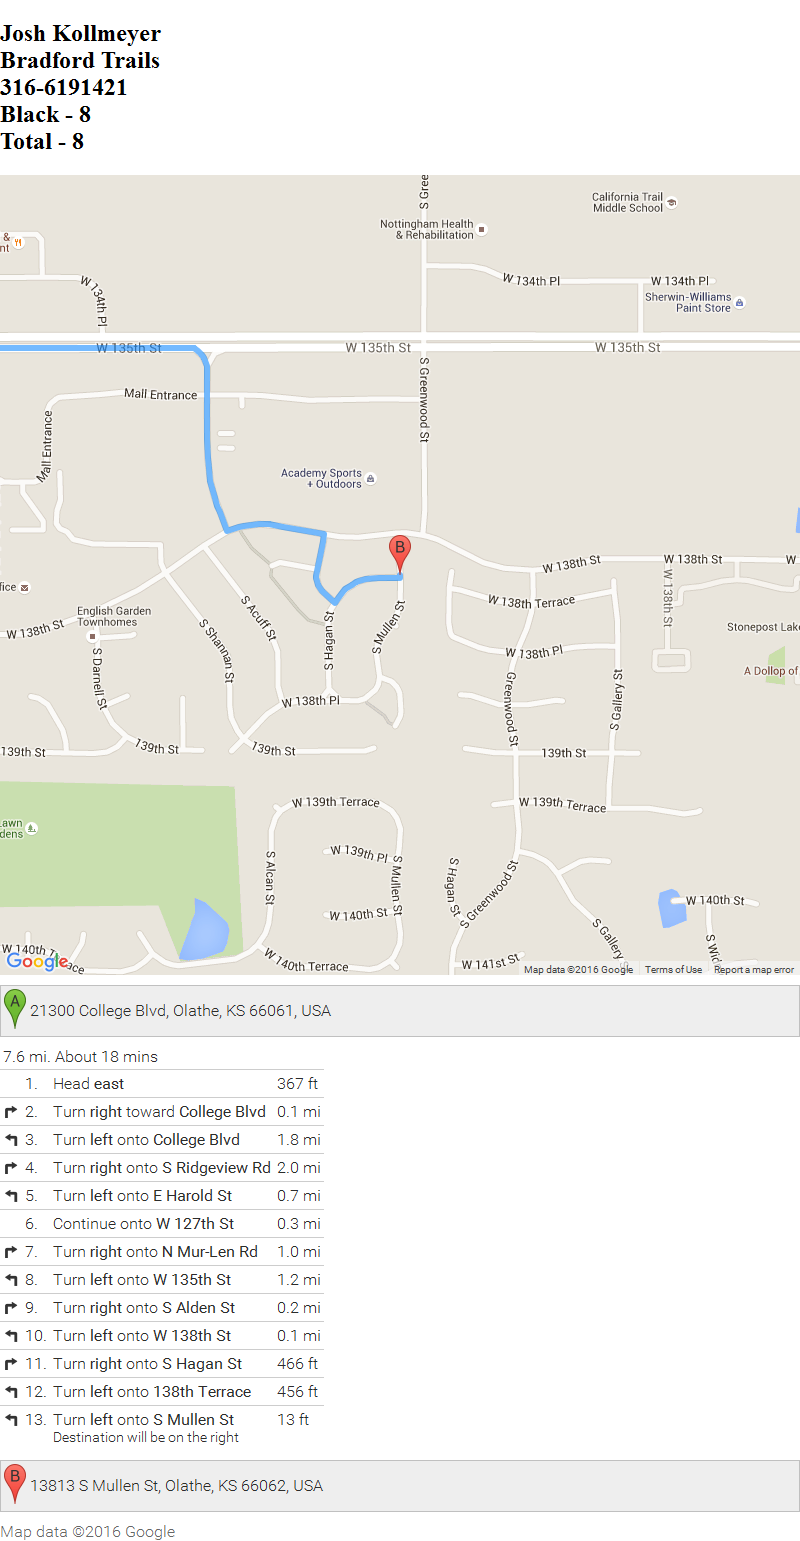 Josh Kollmeyer
Bradford Trails
316-6191421
Black - 8
Total - 8
S Gree
California Trail
Middle School
Nottingham Health
& Rehabilitation
&
nt
W 134th Pl
W 134th Pl
W 134th Pl
Sherwin-Williams
Paint Store
W 135th St
W 135th St
W 135th St
S Greenwood St
Mall Entrance
Mall Entrance
Academy Sports
+ Outdoors
B
W 138th St
W 138th St
W
ffice
W 138th St
W 138th Terrace
English Garden
Townhomes
S Acuff St
S Mullen St
W 138th St
S Shannan St
S Hagan St
Stonepost Lake
W 138th Pl
S Darnell St
A Dollop of
Greenwood St
S Gallery St
W 138th Pl
139th St
139th St
139th St
139th St
W 139th Terrace
W 139th Terrace
Lawn
dens
W 139th Pl
S Alcan St
S Mullen St
S Hagan St
S Greenwood St
W 140th St
W 140th St
S Gallery
S Wid
W 140th Terrace
W 140th Terrace
W 141st St
Google
Map data ©2016 Google
Terms of Use
Report a map error
A
21300 College Blvd, Olathe, KS 66061, USA
7.6 mi. About 18 mins
1. Head east 367 ft
2. Turn right toward College Blvd 0.1 mi
3. Turn left onto College Blvd 1.8 mi
4. Turn right onto S Ridgeview Rd 2.0 mi
5. Turn left onto E Harold St 0.7 mi
6. Continue onto W 127th St 0.3 mi
7. Turn right onto N Mur-Len Rd 1.0 mi
8. Turn left onto W 135th St 1.2 mi
9. Turn right onto S Alden St 0.2 mi
10. Turn left onto W 138th St 0.1 mi
11. Turn right onto S Hagan St 466 ft
12. Turn left onto 138th Terrace 456 ft
13. Turn left onto S Mullen St 13 ft
Destination will be on the right
B
13813 S Mullen St, Olathe, KS 66062, USA
Map data ©2016 Google